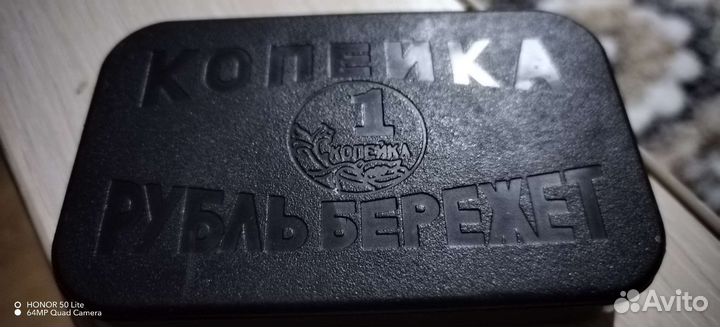 КОПЕЙКА
1
КОПЕЙКА
РУБЛЬ БЕРЕЖЕТ
HONOR 50 Lite
64MP Quad Camera
Avito